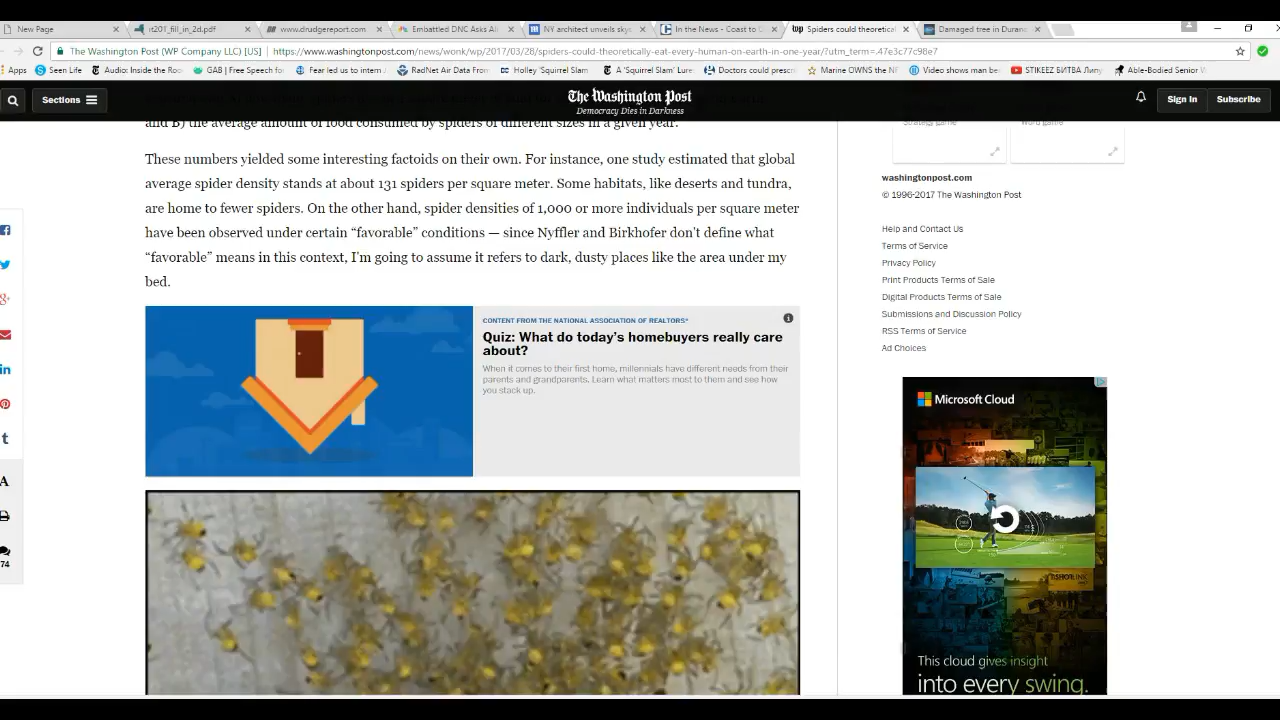 New Page
it201_fill_in_2d.pdf
www.drudgereport.com
Embattled DNC Asks All
NY architect unveils sky
In the News - Coast to C
Spiders could theoretical
Damaged tree in Duran
The Washington Post (WP Company LLC) [US]
https://www.washingtonpost.com/news/wonk/wp/2017/03/28/spiders-could-theoretically-eat-every-human-on-earth-in-one-year/?utm_term=.47e3c77c98e7
Apps
Seen Life
Audio: Inside the Roo
GAB | Free Speech fo
Fear led us to intern
RadNet Air Data From
Holley 'Squirrel Slam
A 'Squirrel Slam' Lure
Doctors could prescr
Marine OWNS the NF
Video shows man be
STIKEEZ БИТВА Липу
Able-Bodied Senior W
Sections
The Washington Post
Democracy Dies in Darkness
Sign In
Subscribe
and B) the average amount of food consumed by spiders of different sizes in a given year.
These numbers yielded some interesting factoids on their own. For instance, one study estimated that global
average spider density stands at about 131 spiders per square meter. Some habitats, like deserts and tundra,
are home to fewer spiders. On the other hand, spider densities of 1,000 or more individuals per square meter
have been observed under certain “favorable” conditions — since Nyffler and Birkhofer don’t define what
“favorable” means in this context, I’m going to assume it refers to dark, dusty places like the area under my
bed.
CONTENT FROM THE NATIONAL ASSOCIATION OF REALTORS®
Quiz: What do today’s homebuyers really care
about?
When it comes to their first home, millennials have different needs from their
parents and grandparents. Learn what matters most to them and see how
you stack up.
74
Strategy game
Word game
washingtonpost.com
© 1996-2017 The Washington Post
Help and Contact Us
Terms of Service
Privacy Policy
Print Products Terms of Sale
Digital Products Terms of Sale
Submissions and Discussion Policy
RSS Terms of Service
Ad Choices
Microsoft Cloud
This cloud gives insight
into every swing.